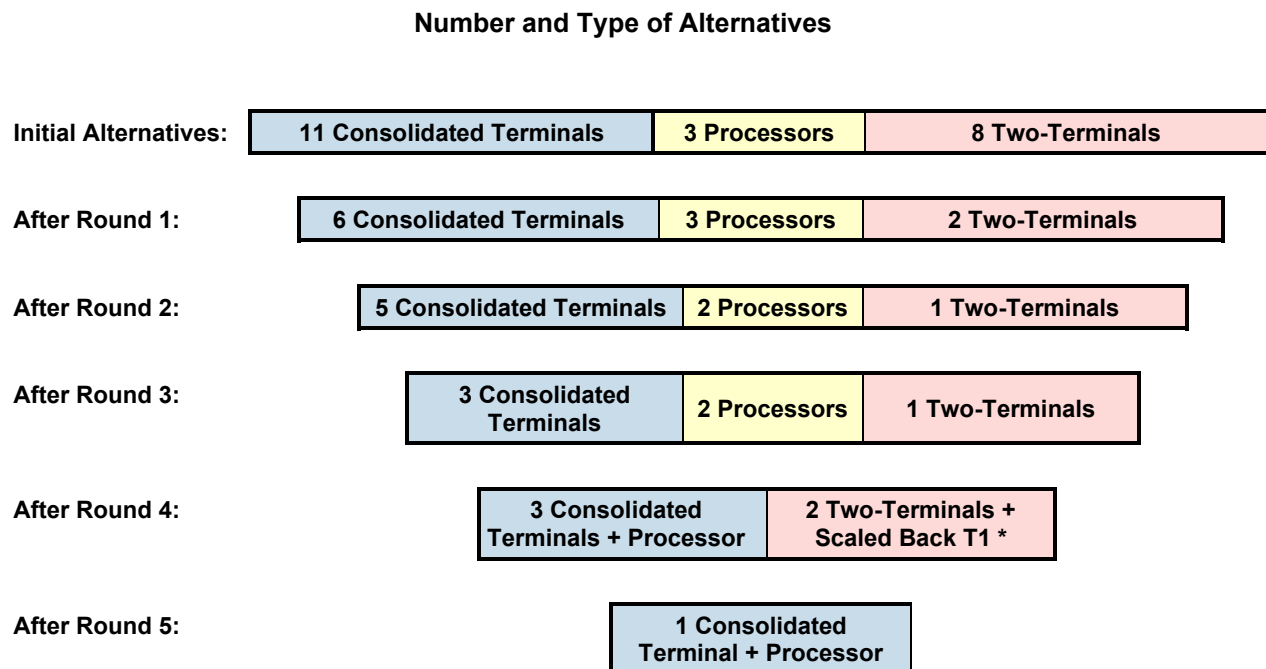 Number and Type of Alternatives
Initial Alternatives: 11 Consolidated Terminals 3 Processors 8 Two-Terminals
After Round 1: 6 Consolidated Terminals 3 Processors 2 Two-Terminals
After Round 2: 5 Consolidated Terminals 2 Processors 1 Two-Terminals
After Round 3: 3 Consolidated
Terminals 2 Processors 1 Two-Terminals
After Round 4: 3 Consolidated
Terminals + Processor
2 Two-Terminals +
Scaled Back T1 *
After Round 5: 1 Consolidated
Terminal + Processor